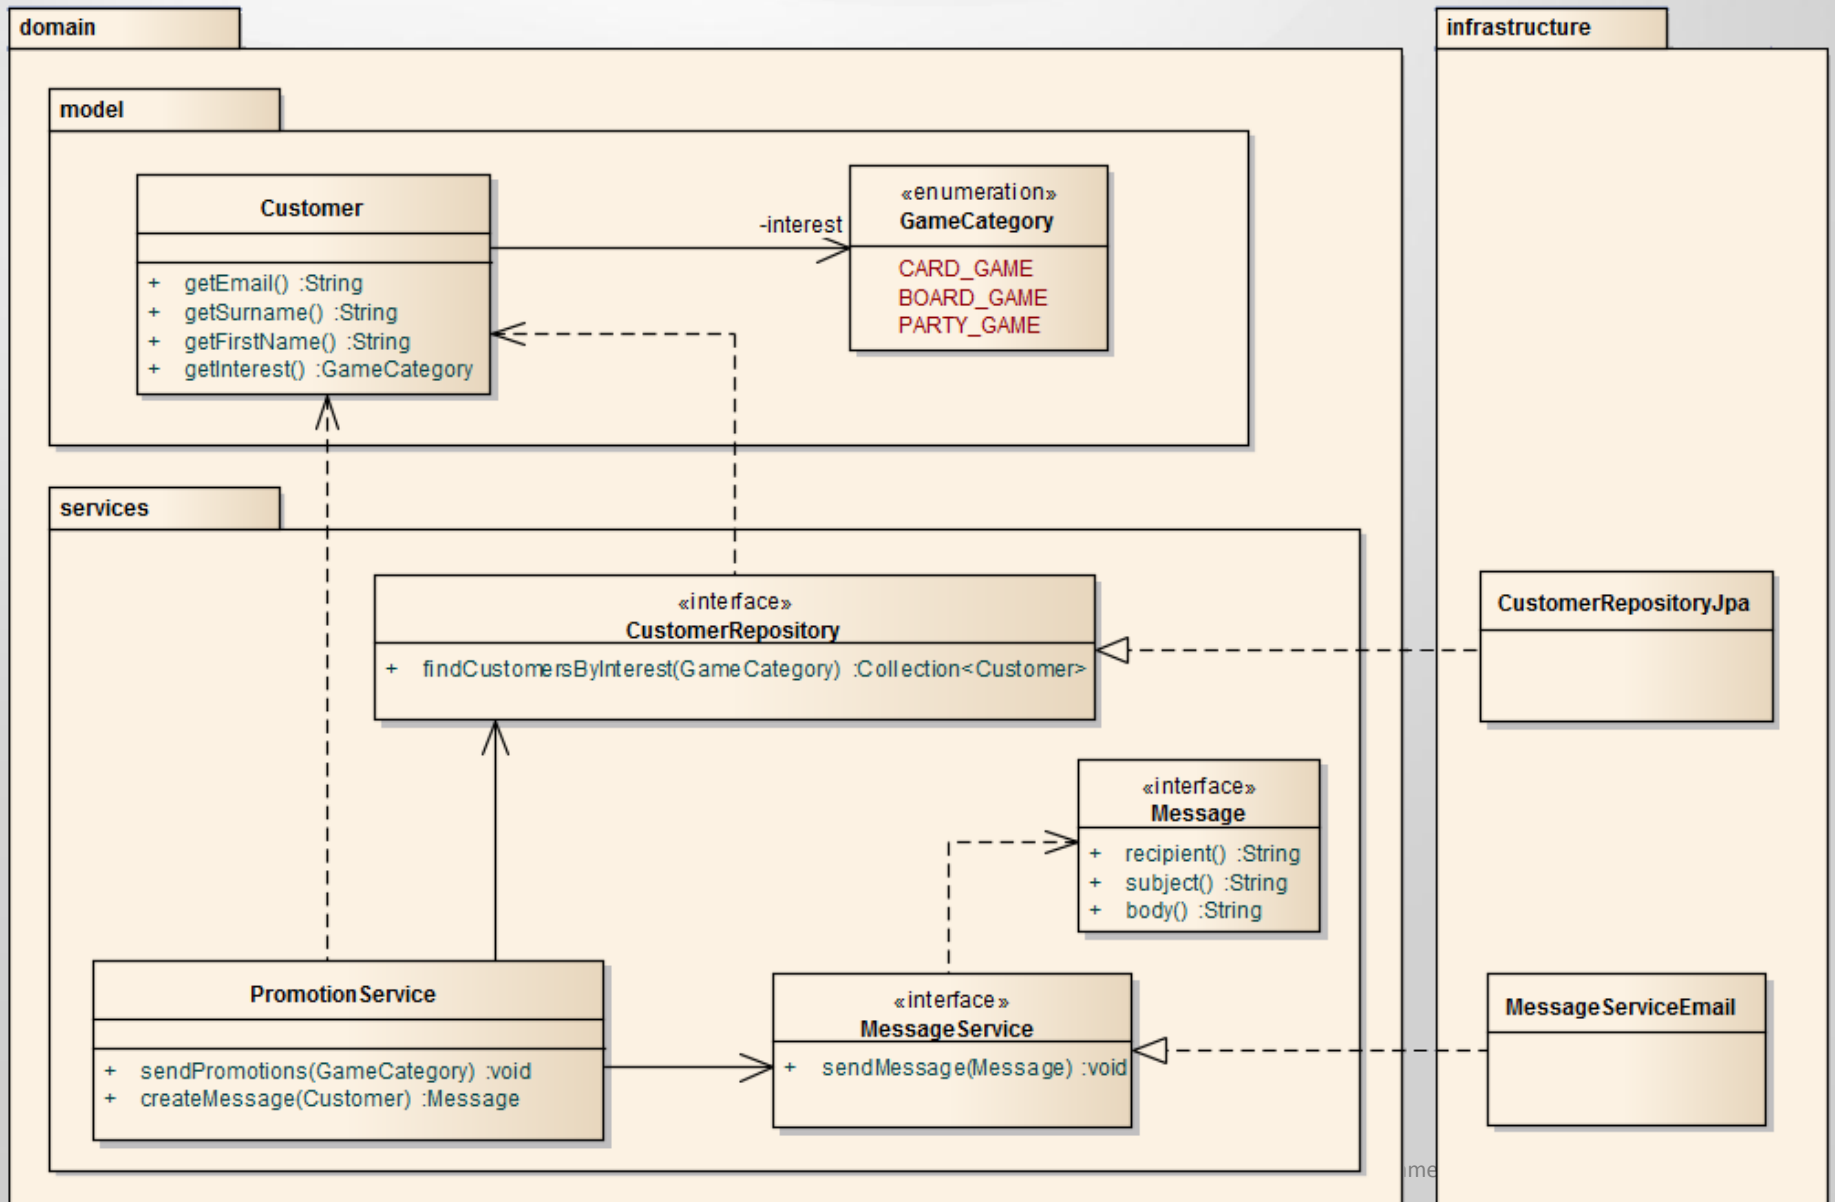 domain
infrastructure
model
Customer
+ getEmail() :String
+ getSurname() :String
+ getFirstName() :String
+ getInterest() :GameCategory
-interest
«enumeration»
GameCategory
CARD_GAME
BOARD_GAME
PARTY_GAME
services
«interface»
CustomerRepository
+ findCustomersByInterest(GameCategory) :Collection<Customer>
CustomerRepositoryJpa
«interface»
Message
+ recipient() :String
+ subject() :String
+ body() :String
PromotionService
+ sendPromotions(GameCategory) :void
+ createMessage(Customer) :Message
«interface»
MessageService
+ sendMessage(Message) :void
MessageServiceEmail